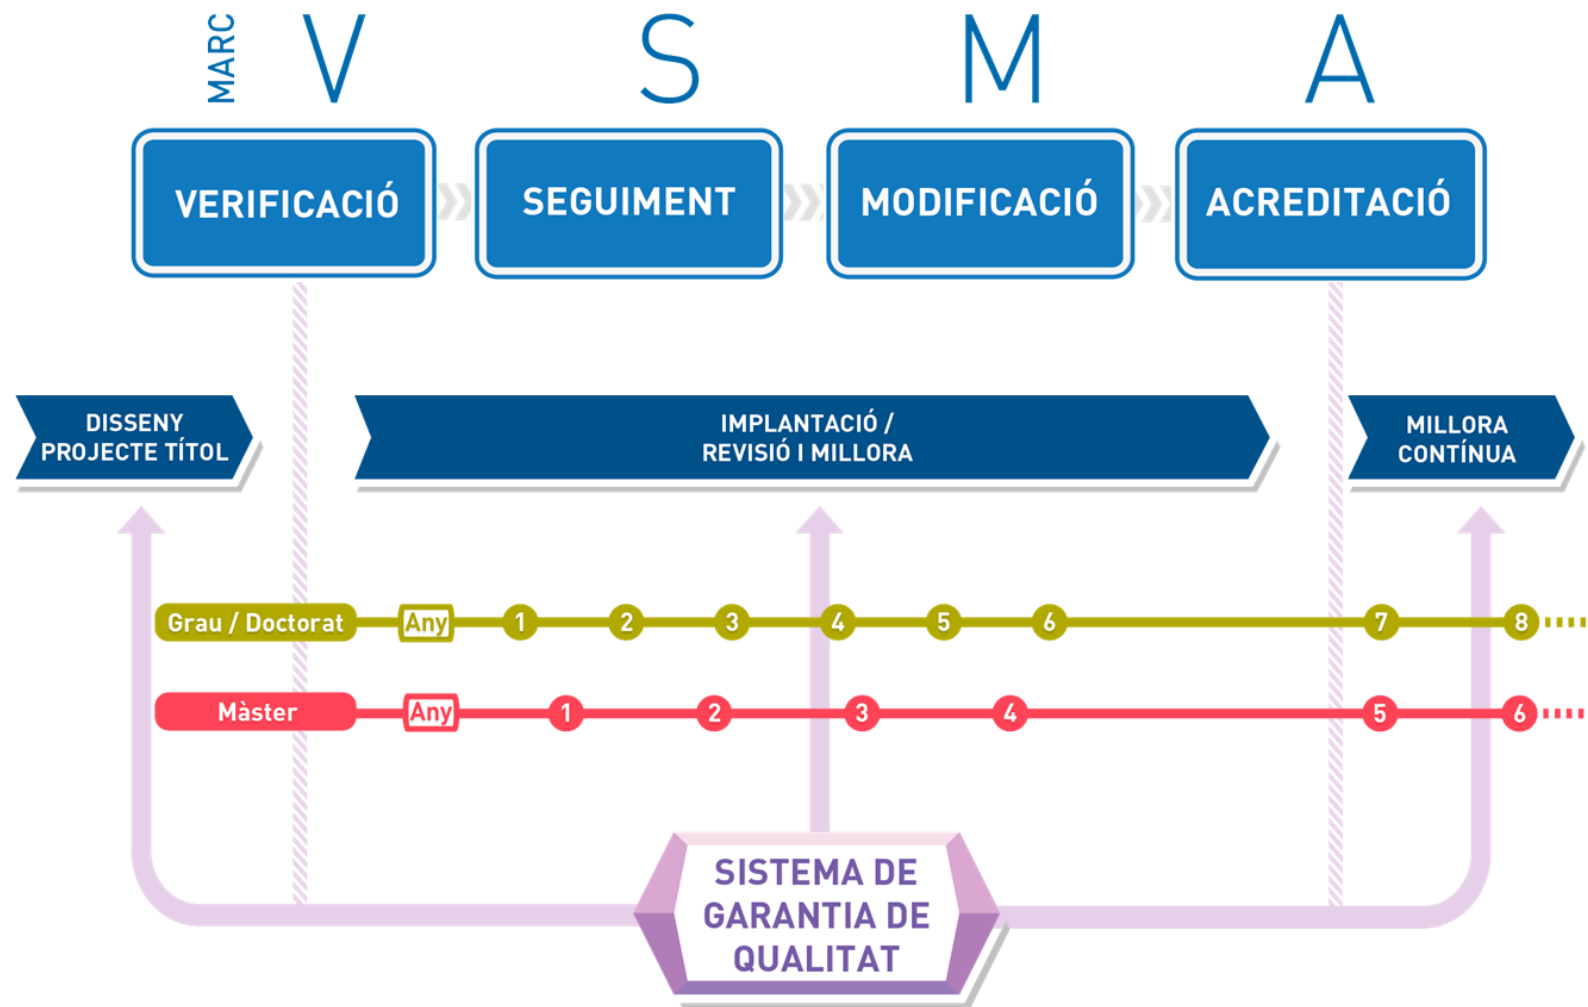 MARC
V
S
M
A
VERIFICACIÓ
SEGUIMENT
MODIFICACIÓ
ACREDITACIÓ
DISSENY
PROJECTE TÍTOL
IMPLANTACIÓ /
REVISIÓ I MILLORA
MILLORA
CONTÍNUA
Grau / Doctorat
Any
1
2
3
4
5
6
7
8
Màster
Any
1
2
3
4
5
6
SISTEMA DE
GARANTIA DE
QUALITAT